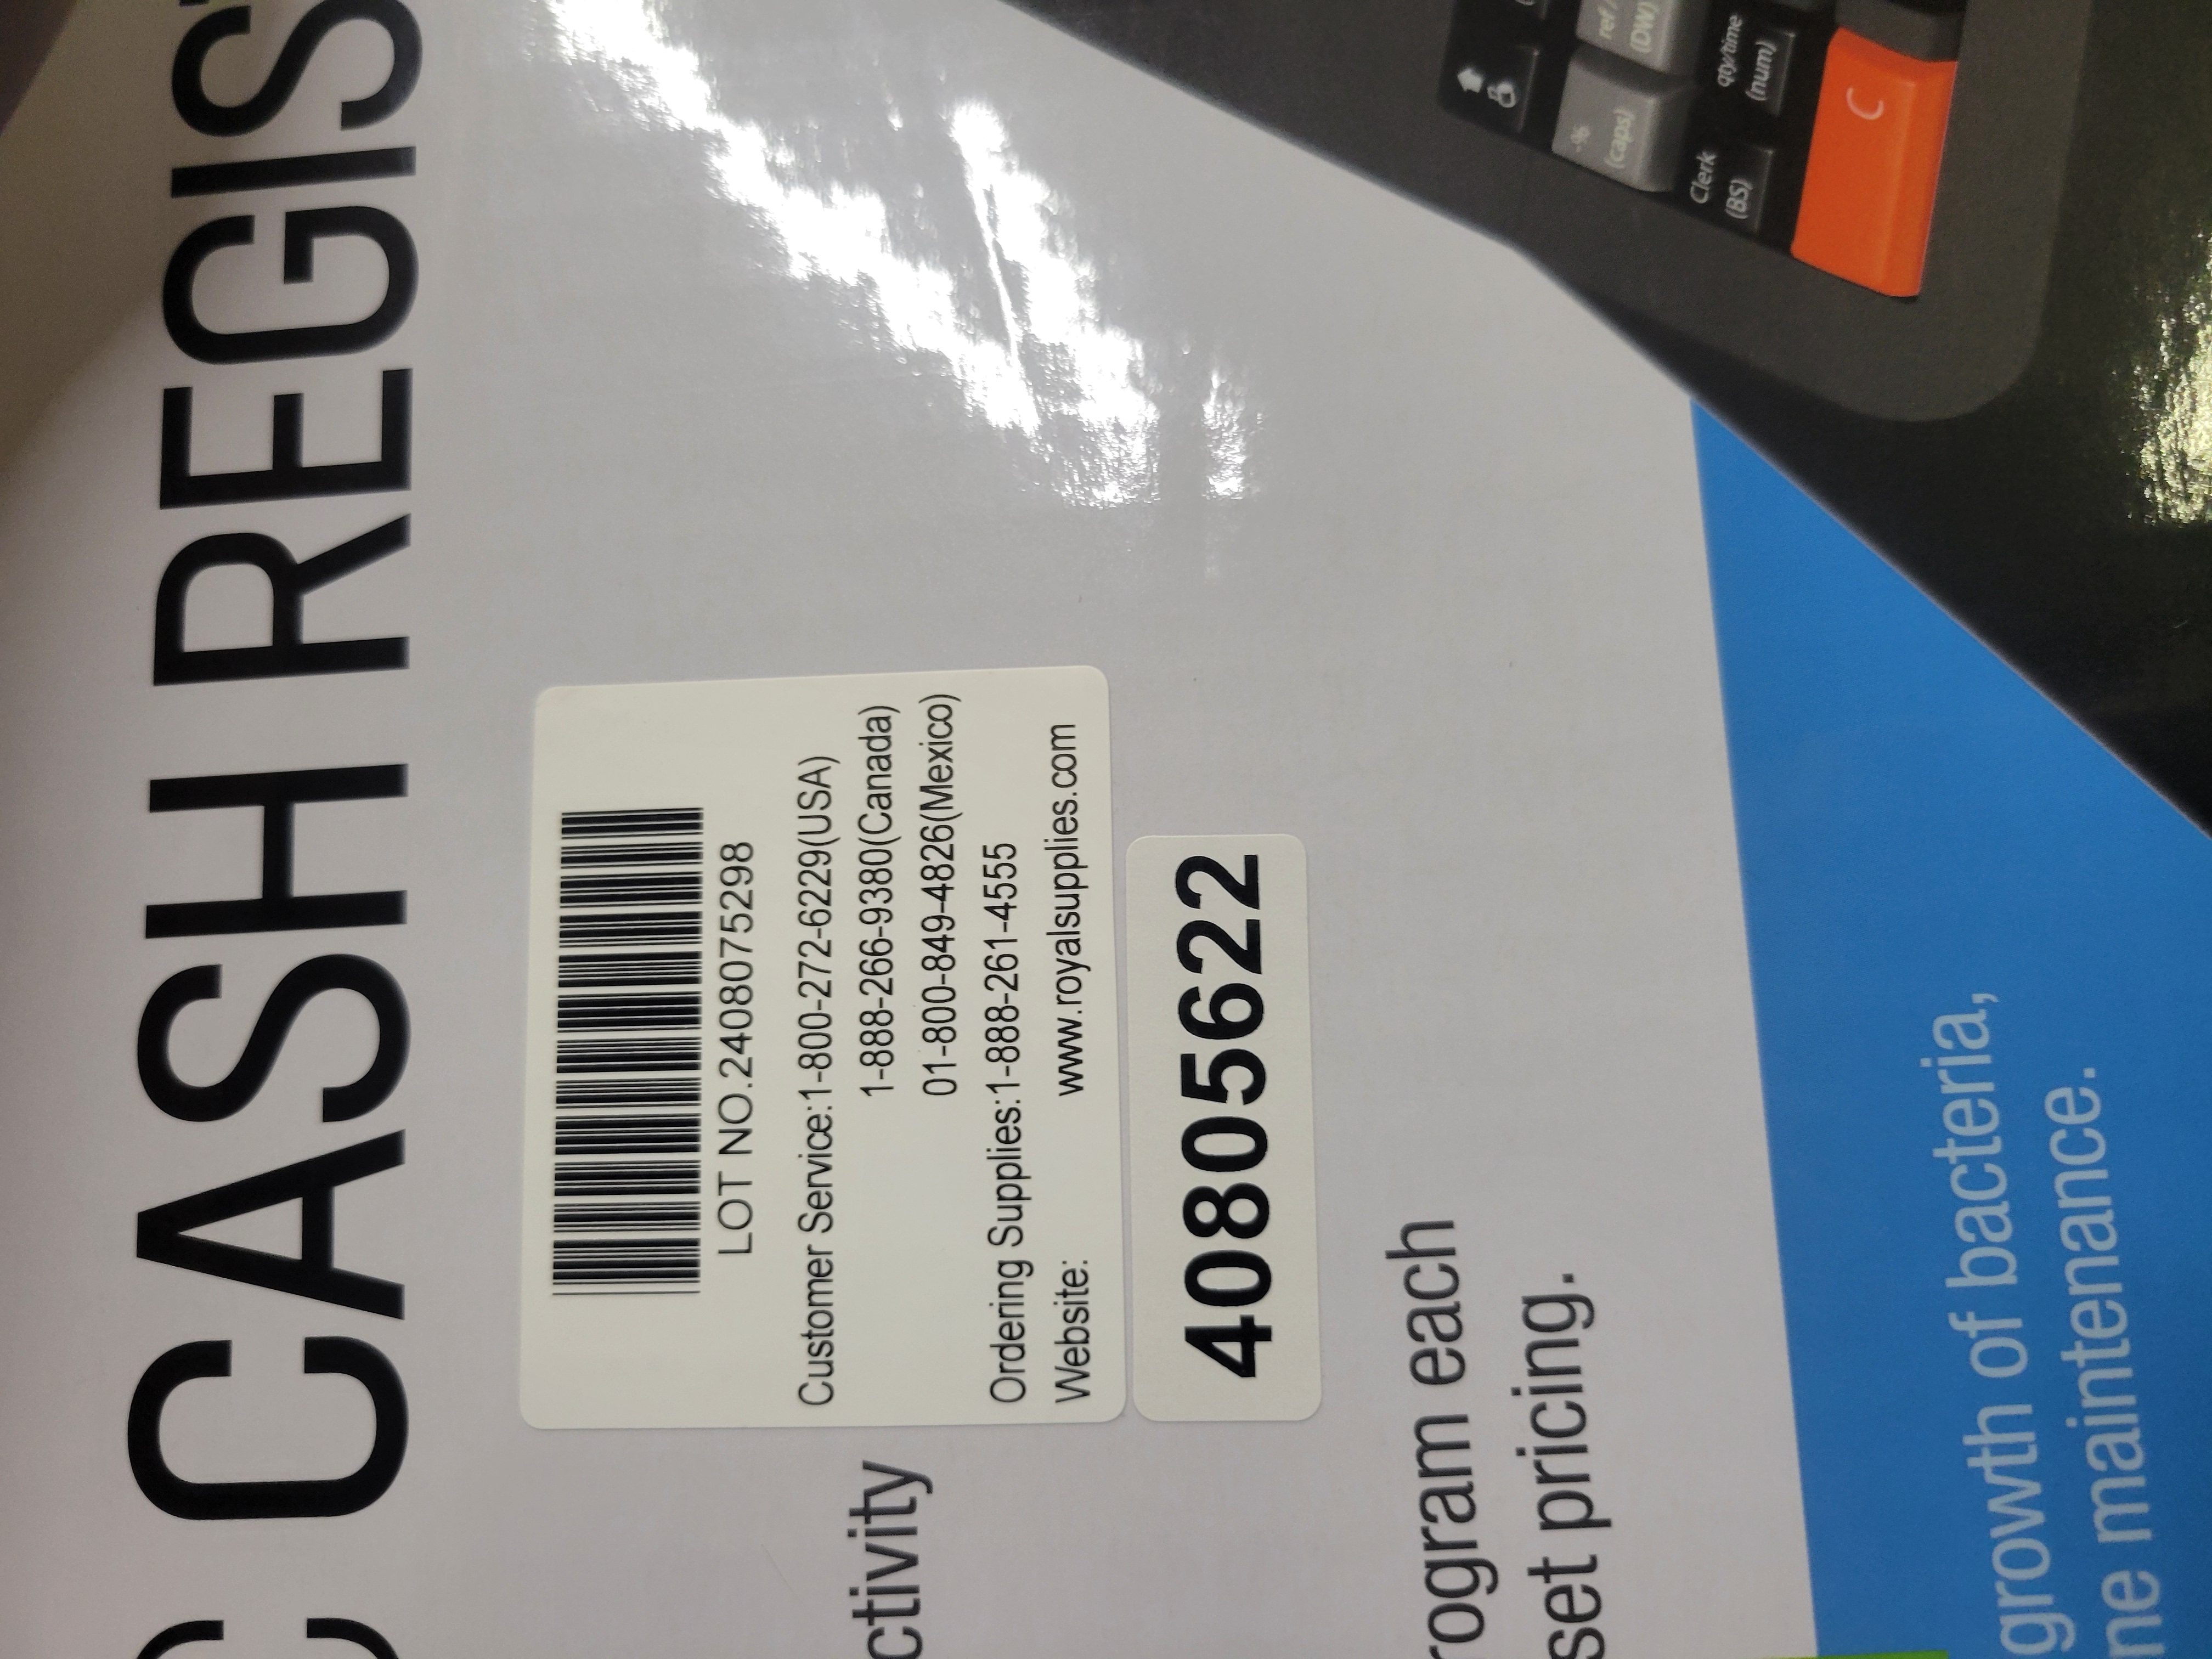 C CASH REGIS
LOT NO.2408075298
Customer Service:1-800-272-6229(USA)
1-888-266-9380(Canada)
01-800-849-4826(Mexico)
Ordering Supplies:1-888-261-4555
Website: www.royalsupplies.com
40805622
ctivity
rogram each
set pricing.
growth of bacteria,
ne maintenance.
ref/
(DW)
%
(caps)
qty/time
(num)
Clerk
(BS)
C